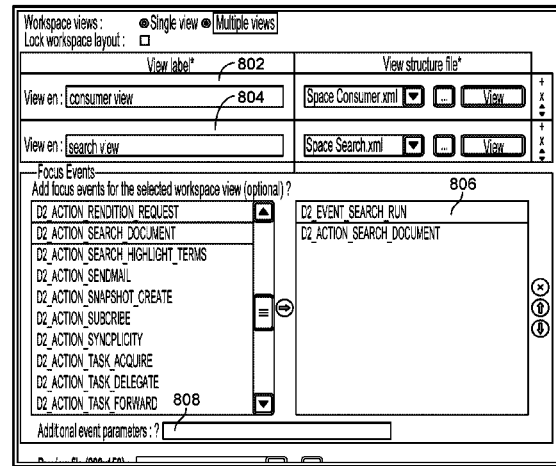 Workspace views : Single view Multiple views
Lock workspace layout :
View label* 802 View structure file*
View en : consumer view 804 Space Consumer.xml ... View + X
View en : search view Space Search.xml ... View + X
Focus Events
Add focus events for the selected workspace view (optional) ? 806
D2_ACTION_RENDITION_REQUEST D2_EVENT_SEARCH_RUN
D2_ACTION_SEARCH_DOCUMENT D2_ACTION_SEARCH_DOCUMENT
D2_ACTION_SEARCH_HIGHLIGHT_TERMS
D2_ACTION_SENDMAIL
D2_ACTION_SNAPSHOT_CREATE
D2_ACTION_SUBCRIBE
D2_ACTION_SYNCPLICITY
D2_ACTION_TASK_ACQUIRE
D2_ACTION_TASK_DELEGATE
D2_ACTION_TASK_FORWARD 808
Additional event parameters : ?